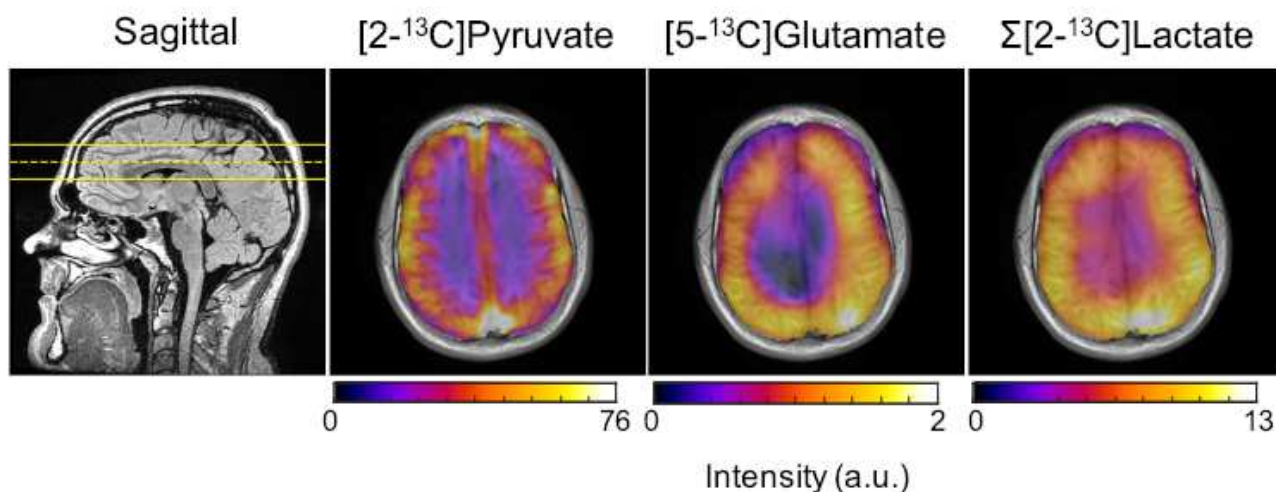 Sagittal [2-¹³C]Pyruvate [5-¹³C]Glutamate Σ[2-¹³C]Lactate
0 76 0 2 0 13
Intensity (a.u.)